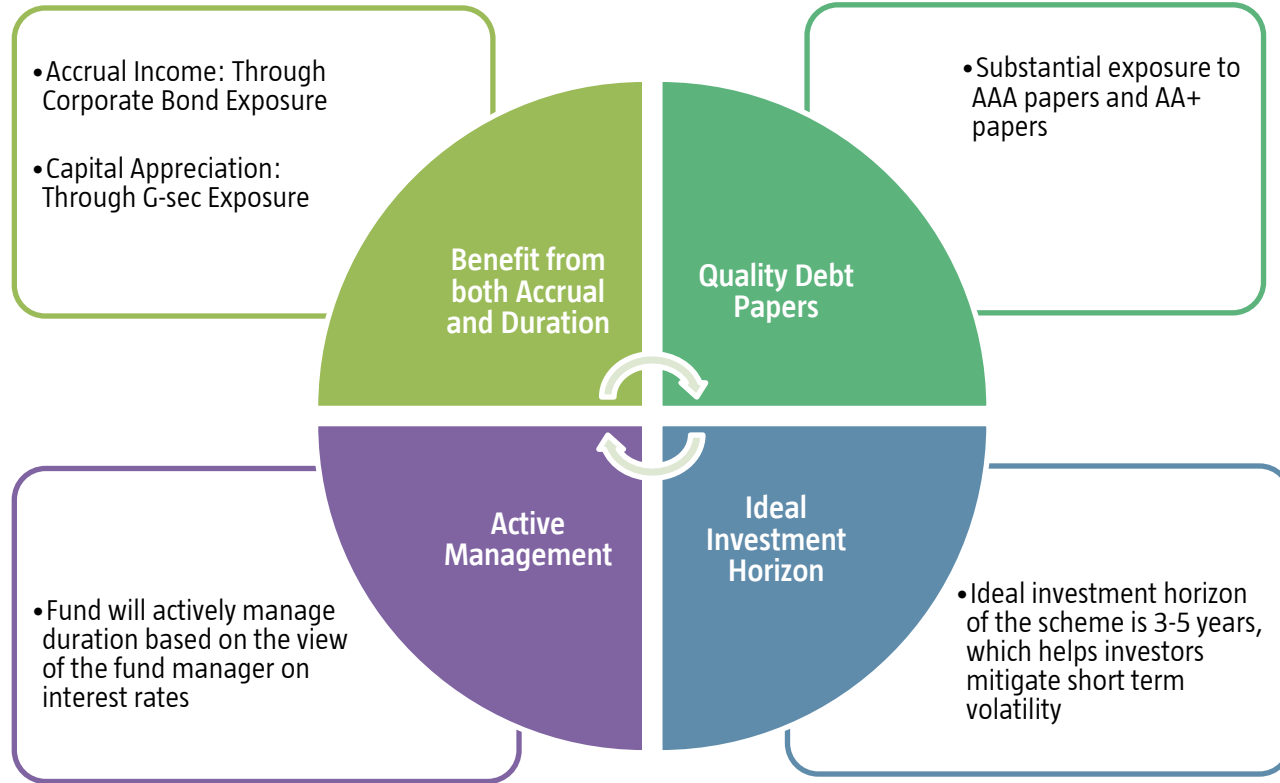 •Accrual Income: Through
Corporate Bond Exposure
•Capital Appreciation:
Through G-sec Exposure
•Substantial exposure to
AAA papers and AA+
papers
Benefit from
both Accrual
and Duration
Quality Debt
Papers
Active
Management
Ideal
Investment
Horizon
•Fund will actively manage
duration based on the view
of the fund manager on
interest rates
•Ideal investment horizon
of the scheme is 3-5 years,
which helps investors
mitigate short term
volatility